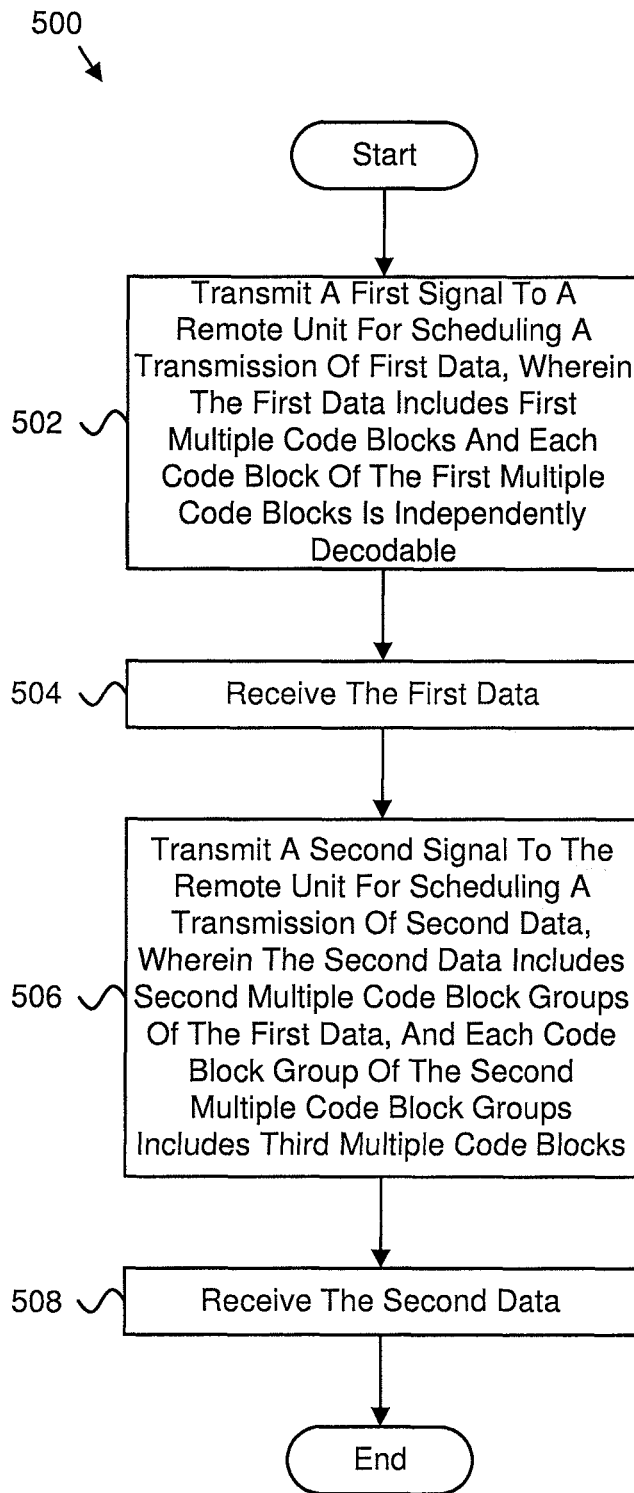 500
Start
Transmit A First Signal To A
Remote Unit For Scheduling A
Transmission Of First Data, Wherein
The First Data Includes First
502
Multiple Code Blocks And Each
Code Block Of The First Multiple
Code Blocks Is Independently
Decodable
504
Receive The First Data
Transmit A Second Signal To The
Remote Unit For Scheduling A
Transmission Of Second Data,
Wherein The Second Data Includes
506
Second Multiple Code Block Groups
Of The First Data, And Each Code
Block Group Of The Second
Multiple Code Block Groups
Includes Third Multiple Code Blocks
508
Receive The Second Data
End